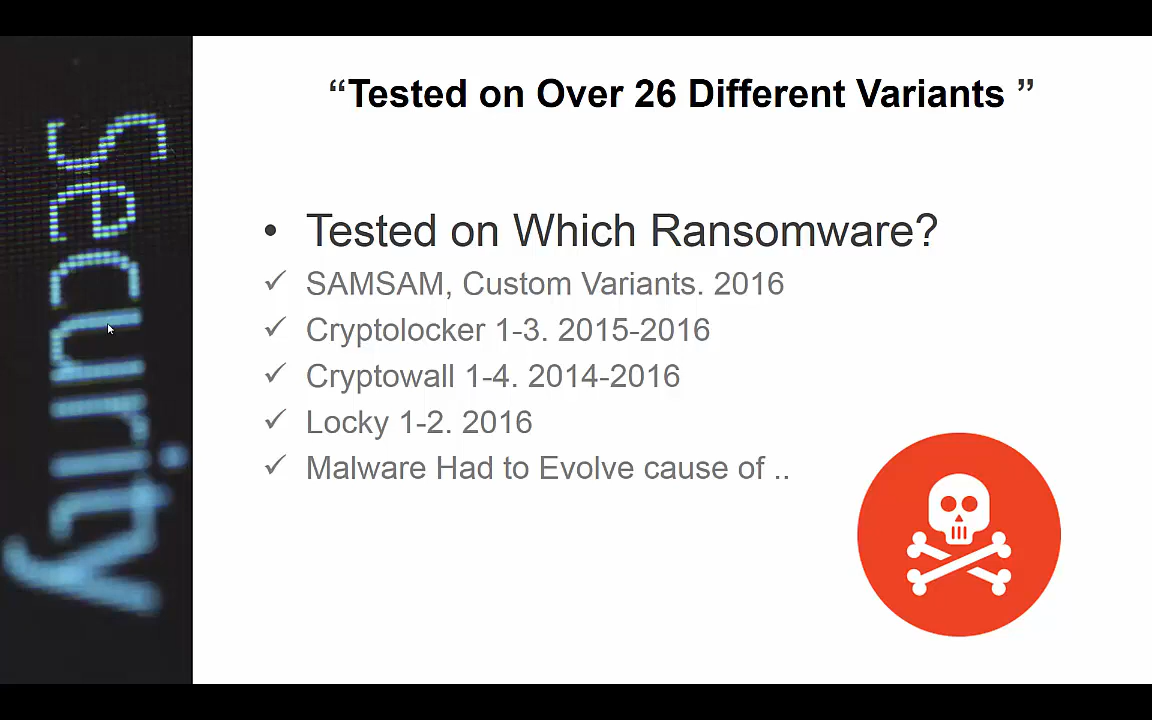 Security
“Tested on Over 26 Different Variants ”
• Tested on Which Ransomware?
✓ SAMSAM, Custom Variants. 2016
✓ Cryptolocker 1-3. 2015-2016
✓ Cryptowall 1-4. 2014-2016
✓ Locky 1-2. 2016
✓ Malware Had to Evolve cause of ..